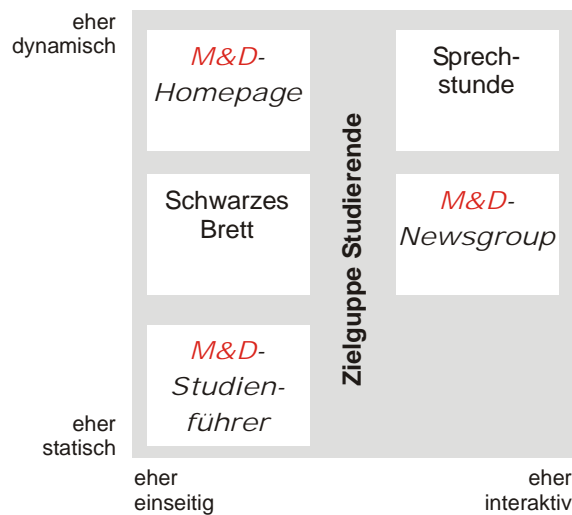 eher
dynamisch
M&D-
Homepage
Sprech-
stunde
Schwarzes
Brett
Zielguppe Studierende
M&D-
Newsgroup
M&D-
Studien-
führer
eher
statisch
eher
einseitig
eher
interaktiv